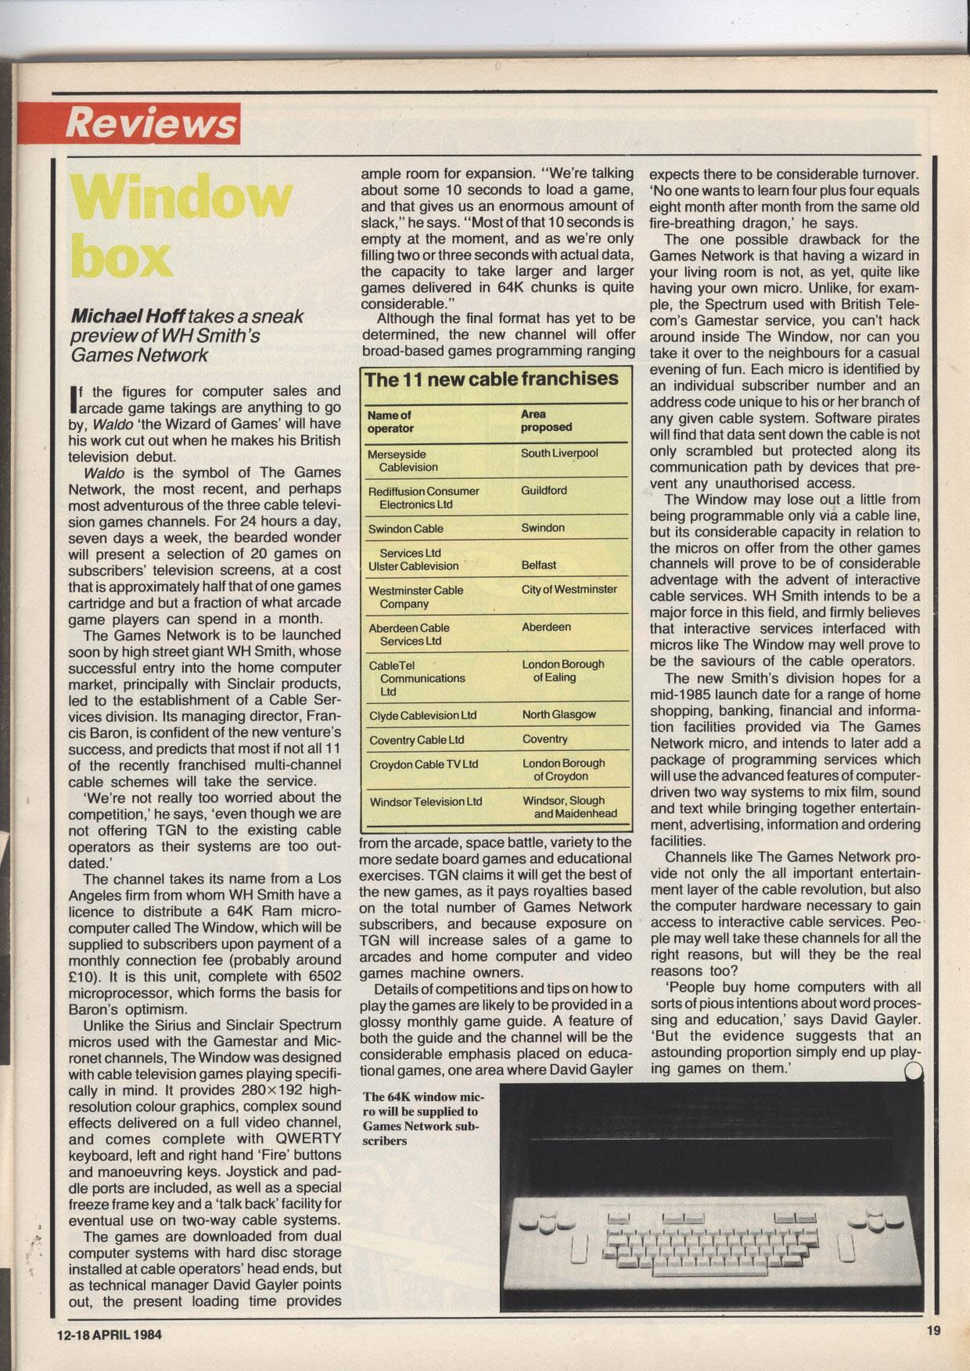 Reviews
Window
box
Michael Hoff takes a sneak
preview of WH Smith's
Games Network
If the figures for computer sales and
arcade game takings are anything to go
by, Waldo 'the Wizard of Games' will have
his work cut out when he makes his British
television debut.
Waldo is the symbol of The Games
Network, the most recent, and perhaps
most adventurous of the three cable televi-
sion games channels. For 24 hours a day,
seven days a week, the bearded wonder
will present a selection of 20 games on
subscribers' television screens, at a cost
that is approximately half that of one games
cartridge and but a fraction of what arcade
game players can spend in a month.
The Games Network is to be launched
soon by high street giant WH Smith, whose
successful entry into the home computer
market, principally with Sinclair products,
led to the establishment of a Cable Ser-
vices division. Its managing director, Fran-
cis Baron, is confident of the new venture's
success, and predicts that most if not all 11
of the recently franchised multi-channel
cable schemes will take the service.
'We're not really too worried about the
competition,' he says, 'even though we are
not offering TGN to the existing cable
operators as their systems are too out-
dated.'
The channel takes its name from a Los
Angeles firm from whom WH Smith have a
licence to distribute a 64K Ram micro-
computer called The Window, which will be
supplied to subscribers upon payment of a
monthly connection fee (probably around
£10). It is this unit, complete with 6502
microprocessor, which forms the basis for
Baron's optimism.
Unlike the Sirius and Sinclair Spectrum
micros used with the Gamestar and Mic-
ronet channels, The Window was designed
with cable television games playing specifi-
cally in mind. It provides 280×192 high-
resolution colour graphics, complex sound
effects delivered on a full video channel,
and comes complete with QWERTY
keyboard, left and right hand 'Fire' buttons
and manoeuvring keys. Joystick and pad-
dle ports are included, as well as a special
freeze frame key and a 'talk back' facility for
eventual use on two-way cable systems.
The games are downloaded from dual
computer systems with hard disc storage
installed at cable operators' head ends, but
as technical manager David Gayler points
out, the present loading time provides
ample room for expansion. "We're talking
about some 10 seconds to load a game,
and that gives us an enormous amount of
slack," he says. "Most of that 10 seconds is
empty at the moment, and as we're only
filling two or three seconds with actual data,
the capacity to take larger and larger
games delivered in 64K chunks is quite
considerable."
Although the final format has yet to be
determined, the new channel will offer
broad-based games programming ranging
The 11 new cable franchises
Name of operator Area proposed
Merseyside Cablevision South Liverpool
Rediffusion Consumer Electronics Ltd Guildford
Swindon Cable Swindon
Services Ltd
Ulster Cablevision Belfast
Westminster Cable Company City of Westminster
Aberdeen Cable Services Ltd Aberdeen
CableTel Communications Ltd London Borough of Ealing
Clyde Cablevision Ltd North Glasgow
Coventry Cable Ltd Coventry
Croydon Cable TV Ltd London Borough of Croydon
Windsor Television Ltd Windsor, Slough and Maidenhead
from the arcade, space battle, variety to the
more sedate board games and educational
exercises. TGN claims it will get the best of
the new games, as it pays royalties based
on the total number of Games Network
subscribers, and because exposure on
TGN will increase sales of a game to
arcades and home computer and video
games machine owners.
Details of competitions and tips on how to
play the games are likely to be provided in a
glossy monthly game guide. A feature of
both the guide and the channel will be the
considerable emphasis placed on educa-
tional games, one area where David Gayler
expects there to be considerable turnover.
'No one wants to learn four plus four equals
eight month after month from the same old
fire-breathing dragon,' he says.
The one possible drawback for the
Games Network is that having a wizard in
your living room is not, as yet, quite like
having your own micro. Unlike, for exam-
ple, the Spectrum used with British Tele-
com's Gamestar service, you can't hack
around inside The Window, nor can you
take it over to the neighbours for a casual
evening of fun. Each micro is identified by
an individual subscriber number and an
address code unique to his or her branch of
any given cable system. Software pirates
will find that data sent down the cable is not
only scrambled but protected along its
communication path by devices that pre-
vent any unauthorised access.
The Window may lose out a little from
being programmable only via a cable line,
but its considerable capacity in relation to
the micros on offer from the other games
channels will prove to be of considerable
adventage with the advent of interactive
cable services. WH Smith intends to be a
major force in this field, and firmly believes
that interactive services interfaced with
micros like The Window may well prove to
be the saviours of the cable operators.
The new Smith's division hopes for a
mid-1985 launch date for a range of home
shopping, banking, financial and informa-
tion facilities provided via The Games
Network micro, and intends to later add a
package of programming services which
will use the advanced features of computer-
driven two way systems to mix film, sound
and text while bringing together entertain-
ment, advertising, information and ordering
facilities.
Channels like The Games Network pro-
vide not only the all important entertain-
ment layer of the cable revolution, but also
the computer hardware necessary to gain
access to interactive cable services. Peo-
ple may well take these channels for all the
right reasons, but will they be the real
reasons too?
'People buy home computers with all
sorts of pious intentions about word proces-
sing and education,' says David Gayler.
'But the evidence suggests that an
astounding proportion simply end up play-
ing games on them.'
The 64K window mic-
ro will be supplied to
Games Network sub-
scribers
12-18 APRIL 1984
19